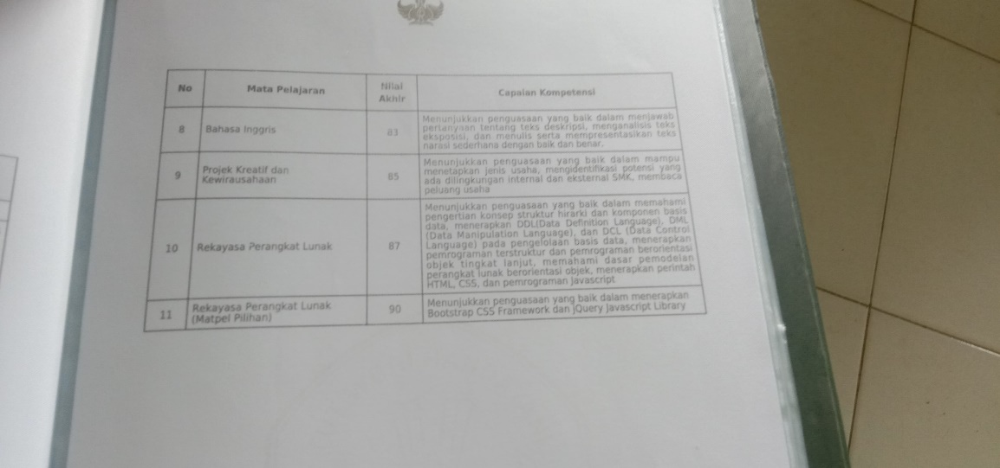 No Mata Pelajaran Nilai Akhir Capaian Kompetensi
8 Bahasa Inggris 83 Menunjukkan penguasaan yang baik dalam menjawab
pertanyaan tentang teks deskripsi, menganalisis teks
eksposisi, dan menulis serta mempresentasikan teks
narasi sederhana dengan baik dan benar.
9 Projek Kreatif dan
Kewirausahaan 85 Menunjukkan penguasaan yang baik dalam mampu
menetapkan jenis usaha, mengidentifikasi potensi yang
ada dilingkungan internal dan eksternal SMK, membaca
peluang usaha
10 Rekayasa Perangkat Lunak 87 Menunjukkan penguasaan yang baik dalam memahami
pengertian konsep struktur hirarki dan komponen basis
data, menerapkan DDL(Data Definition Language), DML
(Data Manipulation Language), dan DCL (Data Control
Language) pada pengelolaan basis data, menerapkan
pemrograman terstruktur dan pemrograman berorientasi
objek tingkat lanjut, memahami dasar pemodelan
perangkat lunak berorientasi objek, menerapkan perintah
HTML, CSS, dan pemrograman Javascript
11 Rekayasa Perangkat Lunak
(Matpel Pilihan) 90 Menunjukkan penguasaan yang baik dalam menerapkan
Bootstrap CSS Framework dan jQuery Javascript Library